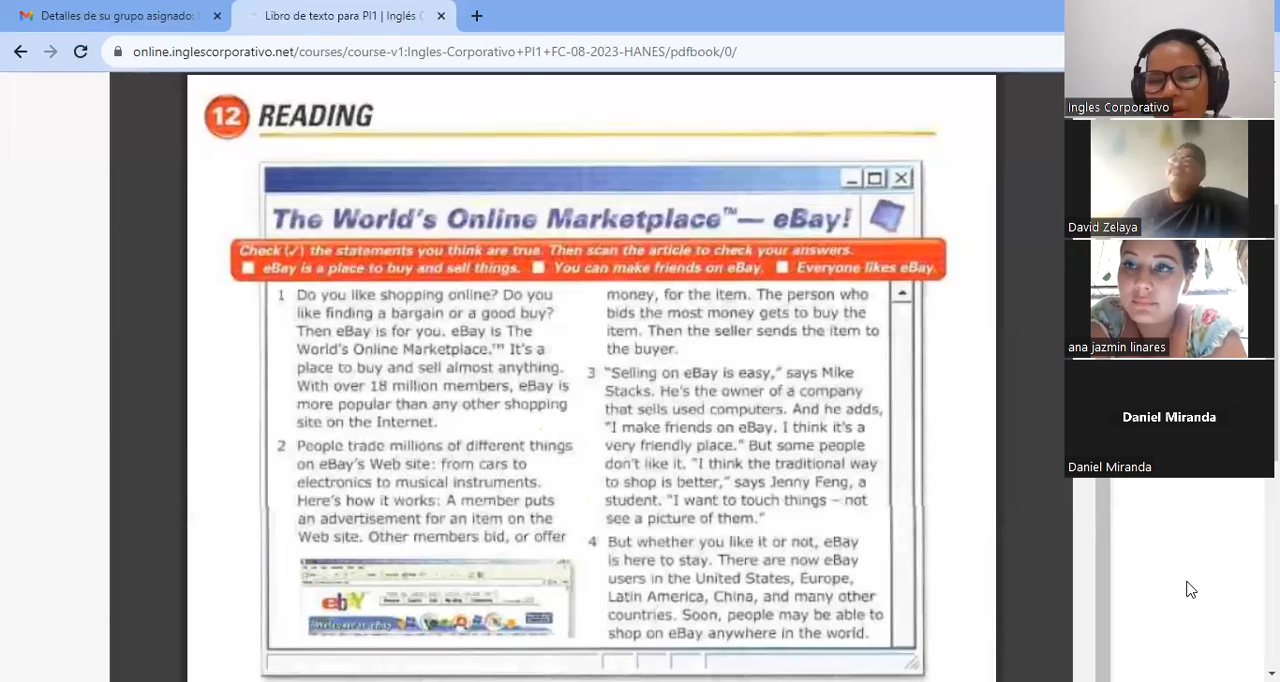 Detalles de su grupo asignado:
Libro de texto para PI1 | Inglés C
online.inglescorporativo.net/courses/course-v1:Ingles-Corporativo+PI1+FC-08-2023-HANES/pdfbook/0/
12 READING
The World's Online Marketplace™— eBay!
Check (✓) the statements you think are true. Then scan the article to check your answers.
eBay is a place to buy and sell things. You can make friends on eBay. Everyone likes eBay.
1 Do you like shopping online? Do you
like finding a bargain or a good buy?
Then eBay is for you. eBay is The
World's Online Marketplace.™ It's a
place to buy and sell almost anything.
With over 18 million members, eBay is
more popular than any other shopping
site on the Internet.
2 People trade millions of different things
on eBay's Web site: from cars to
electronics to musical instruments.
Here's how it works: A member puts
an advertisement for an item on the
Web site. Other members bid, or offer
money, for the item. The person who
bids the most money gets to buy the
item. Then the seller sends the item to
the buyer.
3 "Selling on eBay is easy," says Mike
Stacks. He's the owner of a company
that sells used computers. And he adds,
"I make friends on eBay. I think it's a
very friendly place." But some people
don't like it. "I think the traditional way
to shop is better," says Jenny Feng, a
student. "I want to touch things – not
see a picture of them."
4 But whether you like it or not, eBay
is here to stay. There are now eBay
users in the United States, Europe,
Latin America, China, and many other
countries. Soon, people may be able to
shop on eBay anywhere in the world.
ebY
Welcome to eBay
Ingles Corporativo
David Zelaya
ana jazmin linares
Daniel Miranda
Daniel Miranda